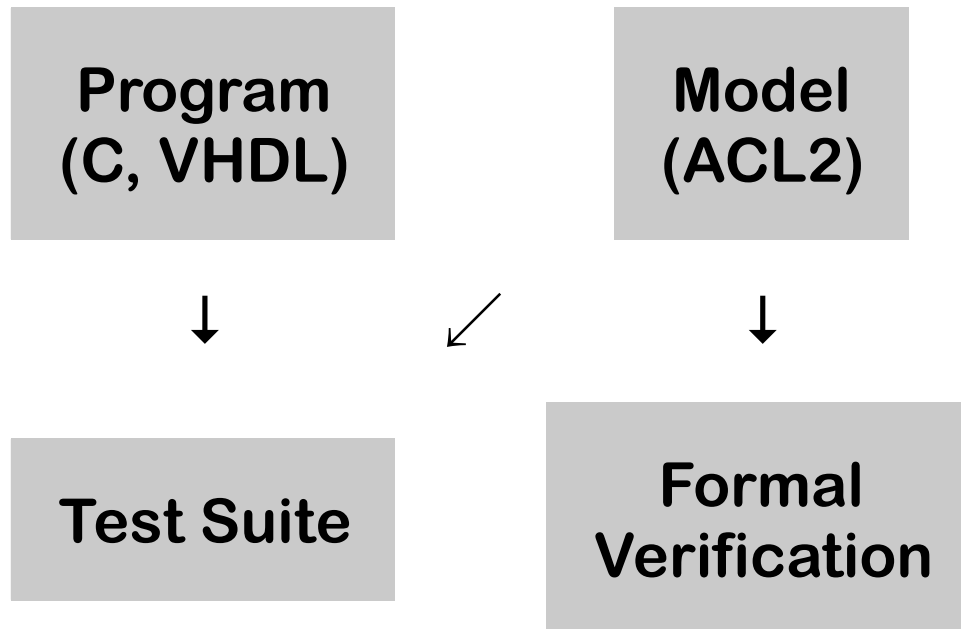 Program
(C, VHDL)
Model
(ACL2)
↓
↙
↓
Test Suite
Formal
Verification